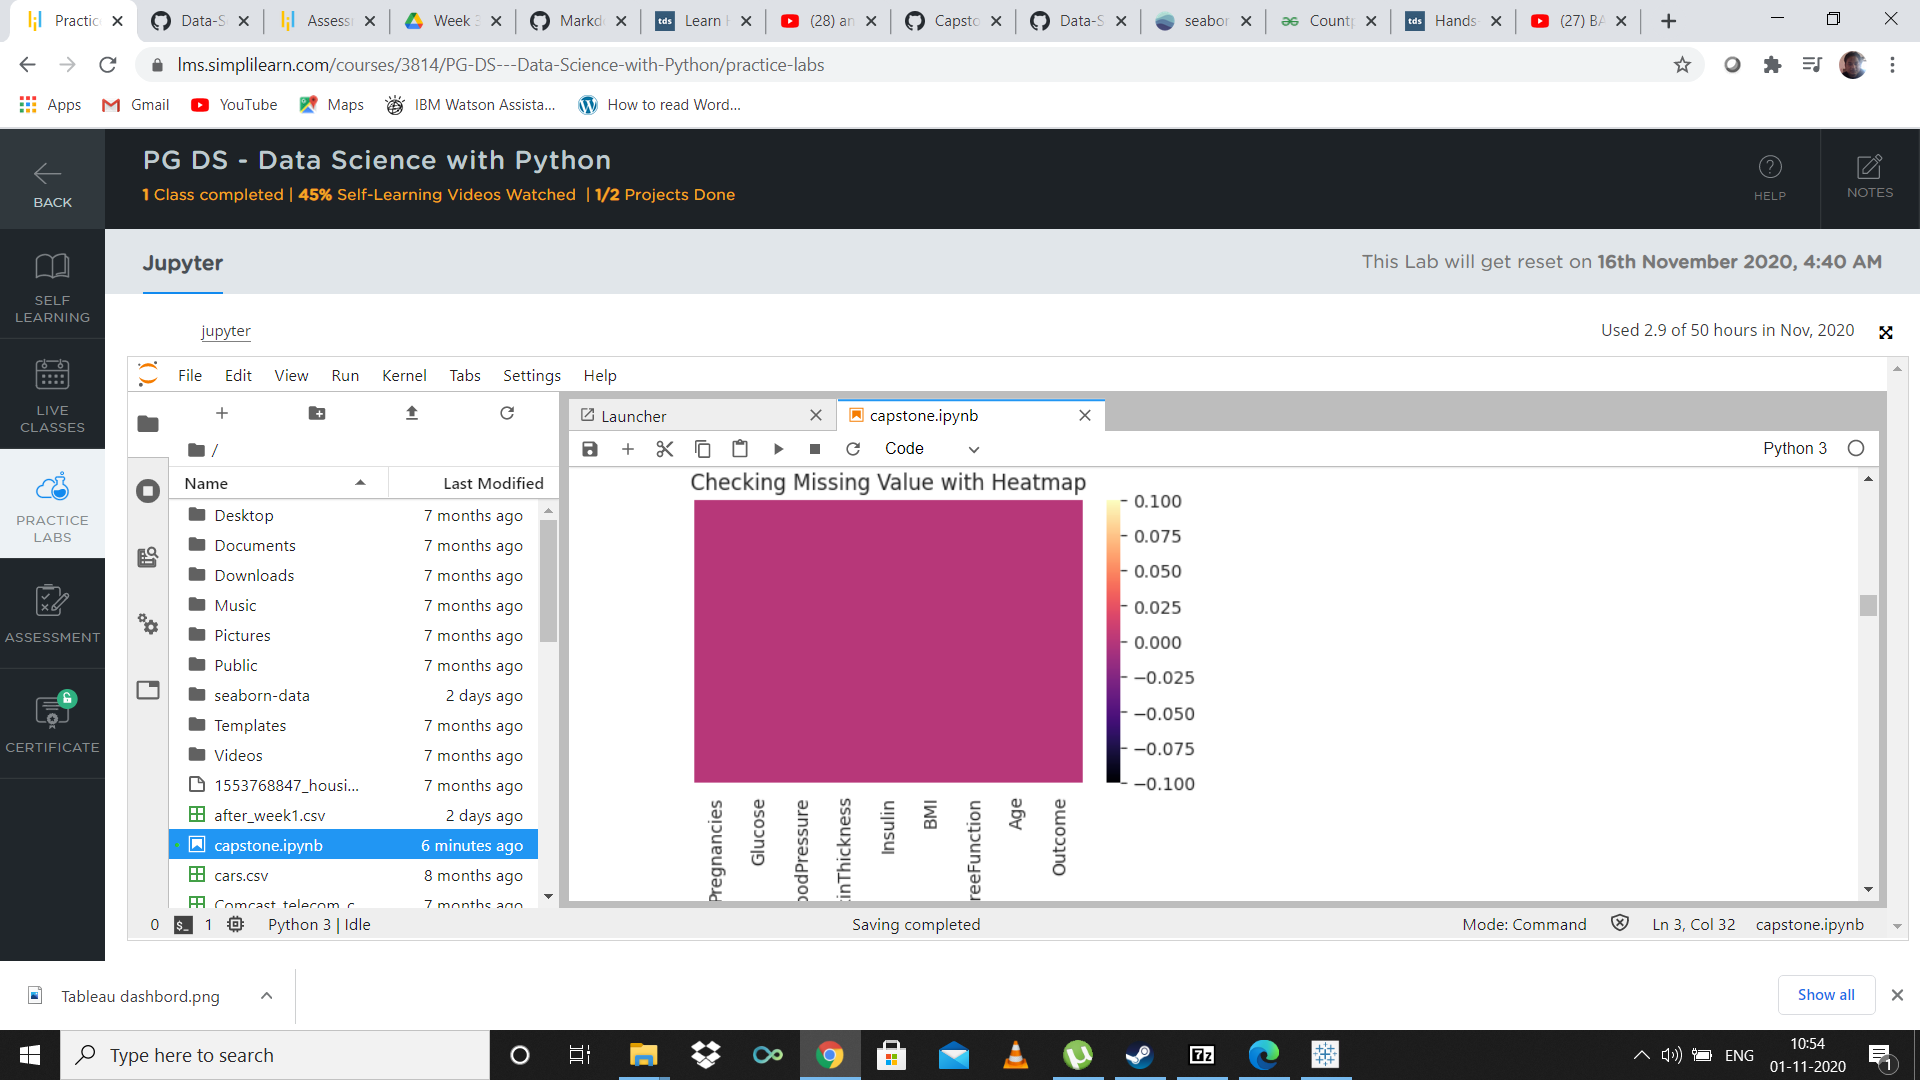 Practice
Data-S
Assess
Week 3
Markd
Learn
(28) an
Capsto
Data-S
seabor
Count
Hands
(27) BA
lms.simplilearn.com/courses/3814/PG-DS---Data-Science-with-Python/practice-labs
Apps
Gmail
YouTube
Maps
IBM Watson Assista...
How to read Word...
BACK
PG DS - Data Science with Python
1 Class completed | 45% Self-Learning Videos Watched | 1/2 Projects Done
HELP
NOTES
SELF
LEARNING
LIVE
CLASSES
PRACTICE
LABS
ASSESSMENT
CERTIFICATE
Jupyter
This Lab will get reset on 16th November 2020, 4:40 AM
jupyter
Used 2.9 of 50 hours in Nov, 2020
File Edit View Run Kernel Tabs Settings Help
/
Name Last Modified
Desktop 7 months ago
Documents 7 months ago
Downloads 7 months ago
Music 7 months ago
Pictures 7 months ago
Public 7 months ago
seaborn-data 2 days ago
Templates 7 months ago
Videos 7 months ago
1553768847_housi... 7 months ago
after_week1.csv 2 days ago
capstone.ipynb 6 minutes ago
cars.csv 8 months ago
Comcast_telecom_c 7 months ago
Launcher
capstone.ipynb
Code
Python 3
Checking Missing Value with Heatmap
0.100
0.075
0.050
0.025
0.000
−0.025
−0.050
−0.075
−0.100
Pregnancies
Glucose
oodPressure
inThickness
Insulin
BMI
reeFunction
Age
Outcome
0 $_ 1 Python 3 | Idle
Saving completed
Mode: Command
Ln 3, Col 32
capstone.ipynb
Tableau dashbord.png
Show all
Type here to search
7z
ENG
10:54
01-11-2020
1